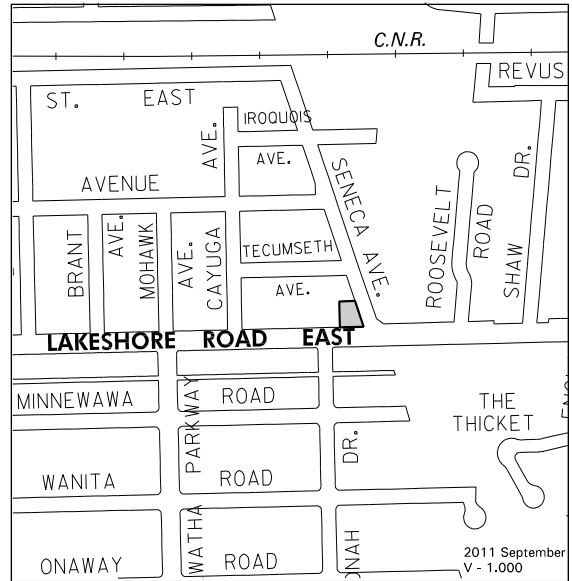 C.N.R.
REVUS
ST. EAST
IROQUOIS
AVE.
AVE.
AVENUE
SENECA AVE.
ROOSEVELT
ROAD
SHAW DR.
BRANT
AVE.
MOHAWK
AVE.
CAYUGA
TECUMSETH
AVE.
LAKESHORE ROAD EAST
MINNEWAWA ROAD
PARKWAY
THE
THICKET
DR.
WANITA ROAD
WATHA
ONAH
ONAWAY ROAD
2011 September
V - 1.000